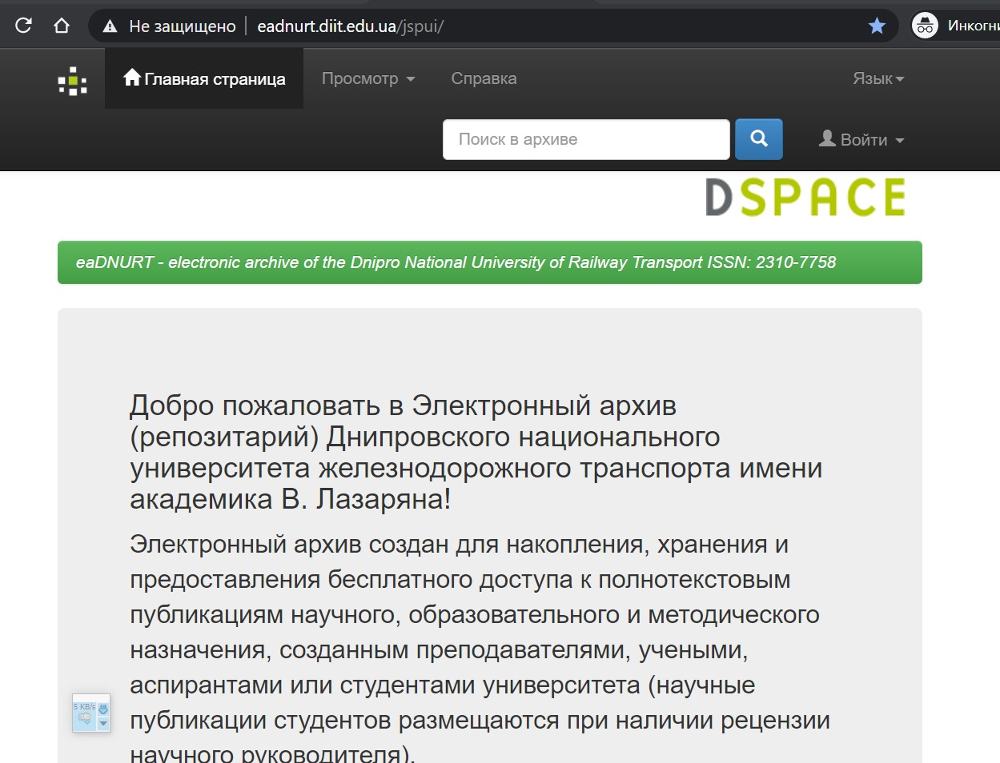 Не защищено eadnurt.diit.edu.ua/jspui/ Инкогни
Главная страница Просмотр Справка Язык
Поиск в архиве Войти
DSPACE
eaDNURT - electronic archive of the Dnipro National University of Railway Transport ISSN: 2310-7758
Добро пожаловать в Электронный архив
(репозитарий) Днипровского национального
университета железнодорожного транспорта имени
академика В. Лазаряна!
Электронный архив создан для накопления, хранения и
предоставления бесплатного доступа к полнотекстовым
публикациям научного, образовательного и методического
назначения, созданным преподавателями, учеными,
аспирантами или студентами университета (научные
5 KB/s
публикации студентов размещаются при наличии рецензии
научного руководителя).